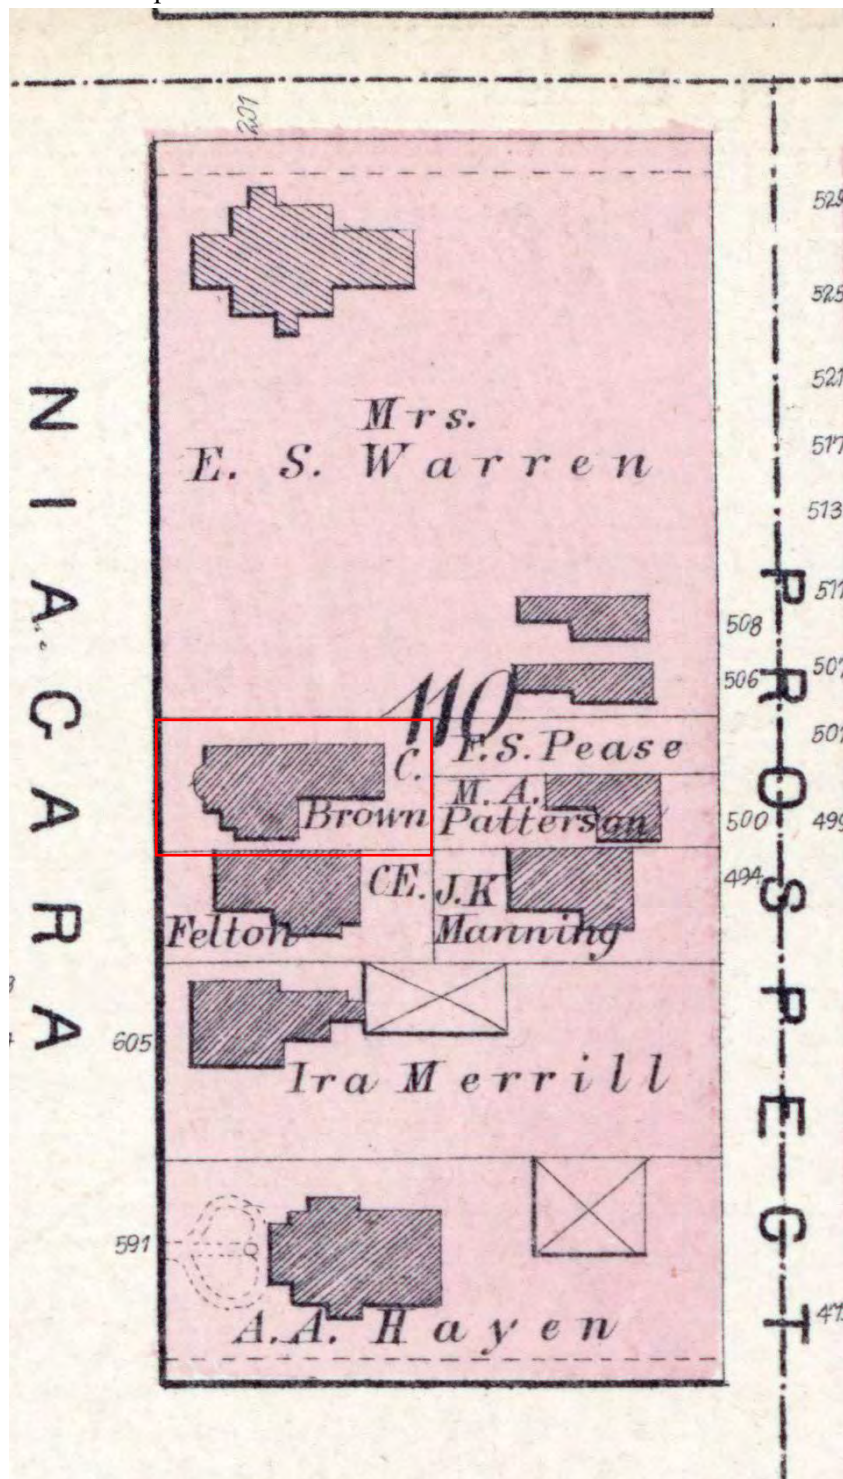 201
529
525
521
517
513
511
507
501
499
NIAGARA
PROSPECT
Mrs.
E. S. Warren
508
506
110
F.S. Pease
C.
Brown
M.A.
Patterson
500
494
CE.
Felton
J.K
Manning
605
Ira Merrill
591
A.A. Hayen